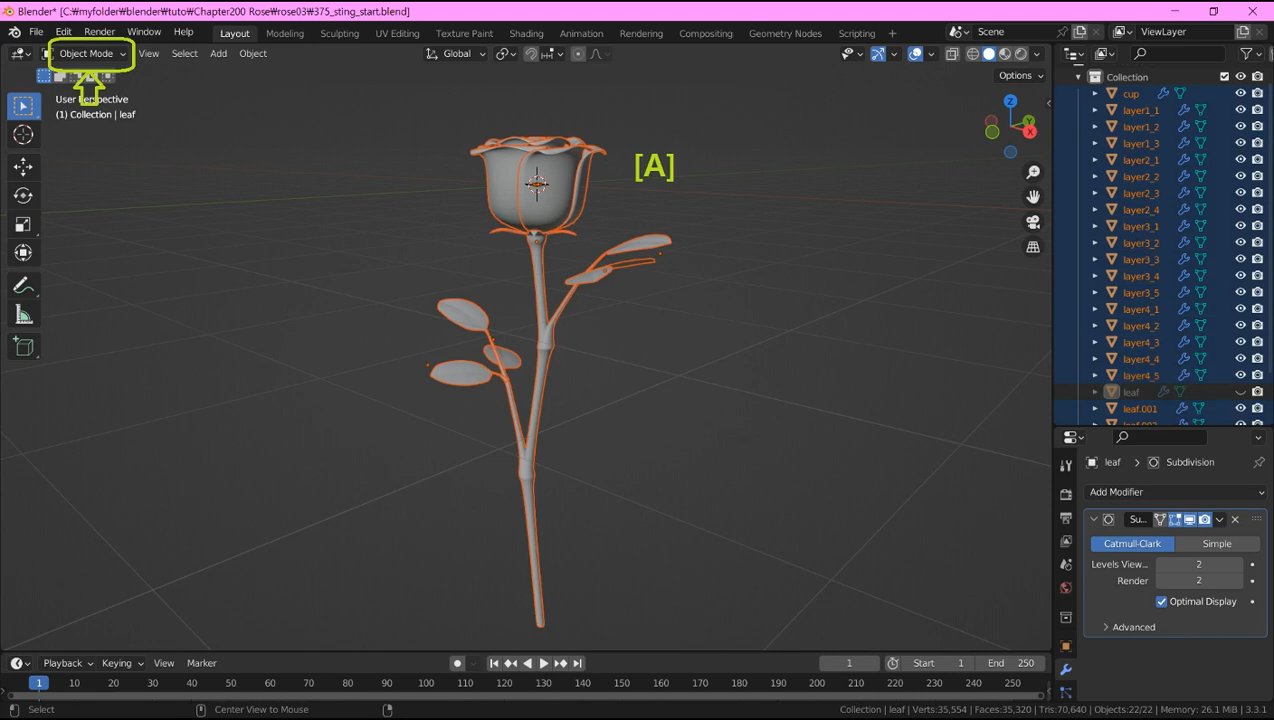 Blender* [C:₩myfolder₩blender₩tuto₩Chapter200 Rose₩rose03₩375_sting_start.blend]
File Edit Render Window Help Layout Modeling Sculpting UV Editing Texture Paint Shading Animation Rendering Compositing Geometry Nodes Scripting + Scene ViewLayer
Object Mode View Select Add Object Global
Options
User Perspective
(1) Collection | leaf
Z
Y
X
[A]
Collection
cup
layer1_1
layer1_2
layer1_3
layer2_1
layer2_2
layer2_3
layer2_4
layer3_1
layer3_2
layer3_3
layer3_4
layer3_5
layer4_1
layer4_2
layer4_3
layer4_4
layer4_5
leaf
leaf.001
leaf > Subdivision
Add Modifier
Su...
Catmull-Clark Simple
Levels View... 2
Render 2
Optimal Display
Advanced
Playback Keying View Marker 1 Start 1 End 250
1 10 20 30 40 50 60 70 80 90 100 110 120 130 140 150 160 170 180 190 200 210 220 230 240 250
Select Center View to Mouse Collection | leaf | Verts:35,554 | Faces:35,320 | Tris:70,640 | Objects:22/22 | Memory: 26.1 MiB | 3.3.1